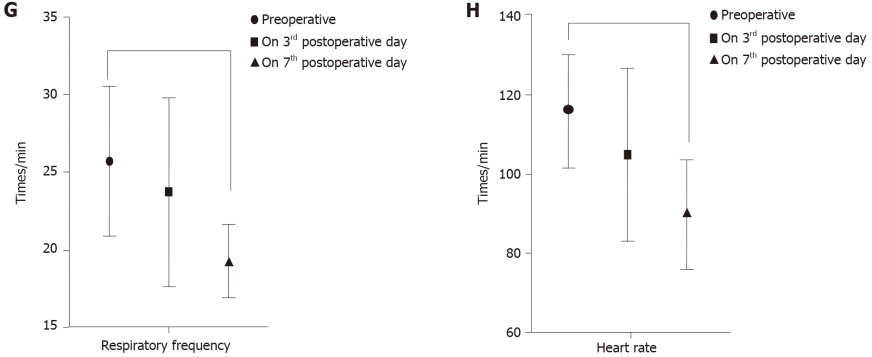 G
35
30
25
20
15
Times/min
Respiratory frequency
Preoperative
On 3rd postoperative day
On 7th postoperative day
H
140
120
100
80
60
Times/min
Heart rate
Preoperative
On 3rd postoperative day
On 7th postoperative day